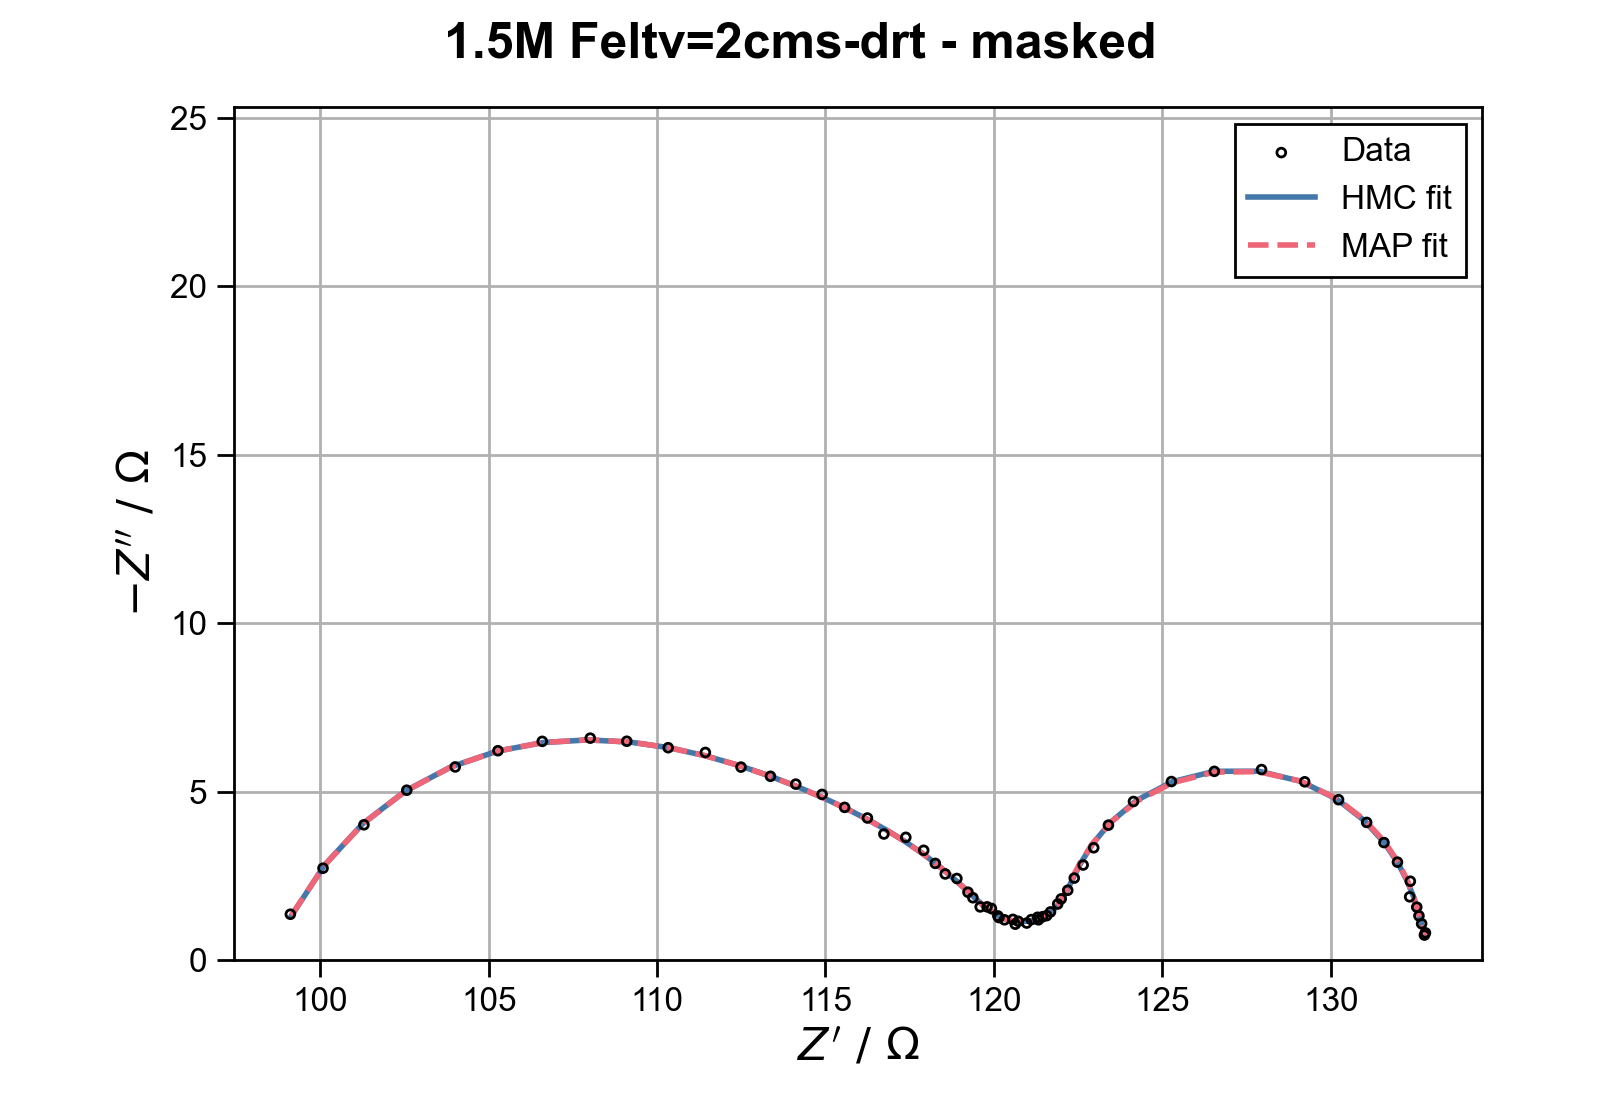 1.5M Feltv=2cms-drt - masked
25
20
15
10
5
0
−Z′′ / Ω
Data
HMC fit
MAP fit
100
105
110
115
120
125
130
Z′ / Ω